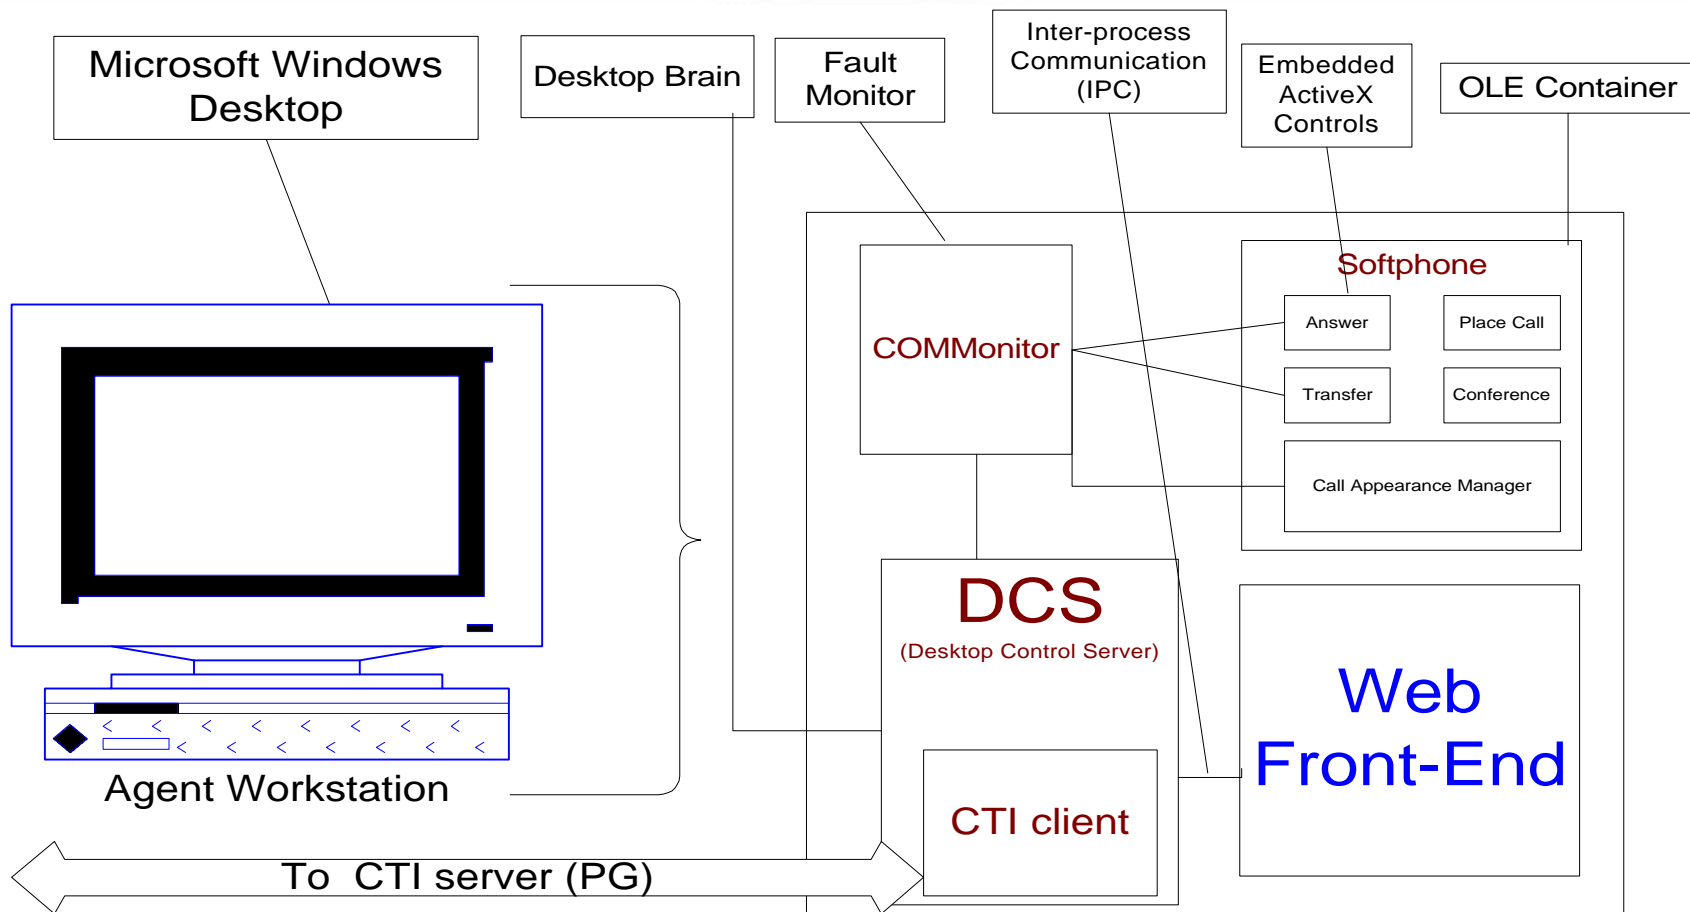 Microsoft Windows
Desktop
Desktop Brain
Fault
Monitor
Inter-process
Communication
(IPC)
Embedded
ActiveX
Controls
OLE Container
Softphone
COMMonitor
Answer
Place Call
Transfer
Conference
Call Appearance Manager
DCS
(Desktop Control Server)
Web
Front-End
CTI client
Agent Workstation
To CTI server (PG)